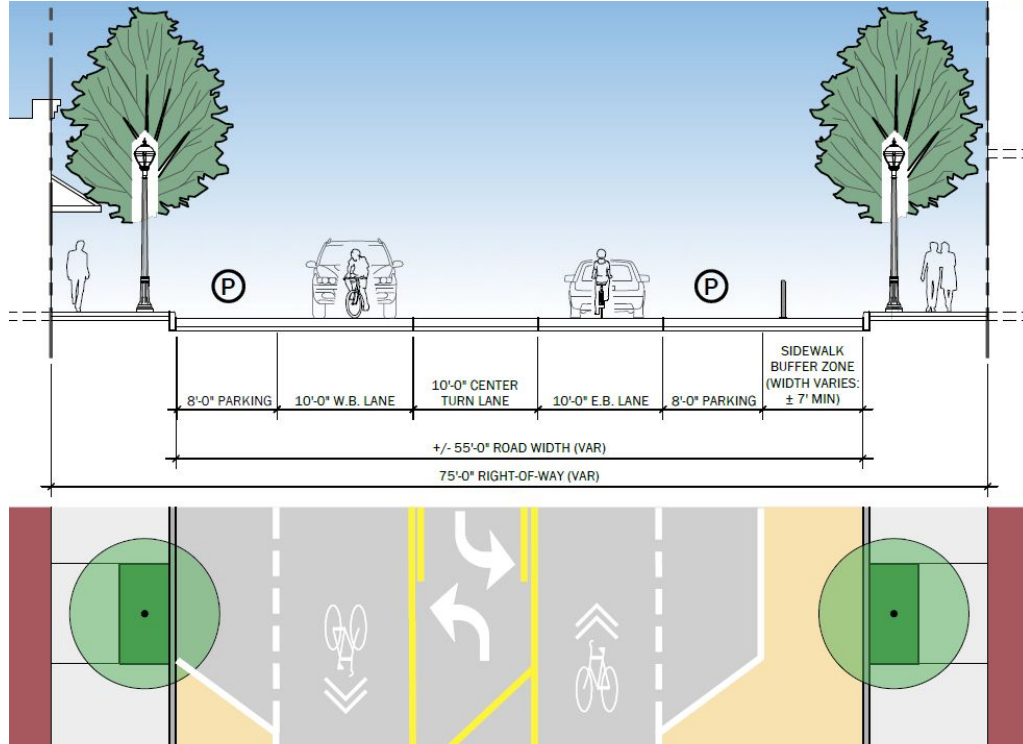 P
P
8'-0" PARKING
10'-0" W.B. LANE
10'-0" CENTER
TURN LANE
10'-0" E.B. LANE
8'-0" PARKING
SIDEWALK
BUFFER ZONE
(WIDTH VARIES:
± 7' MIN)
+/- 55'-0" ROAD WIDTH (VAR)
75'-0" RIGHT-OF-WAY (VAR)